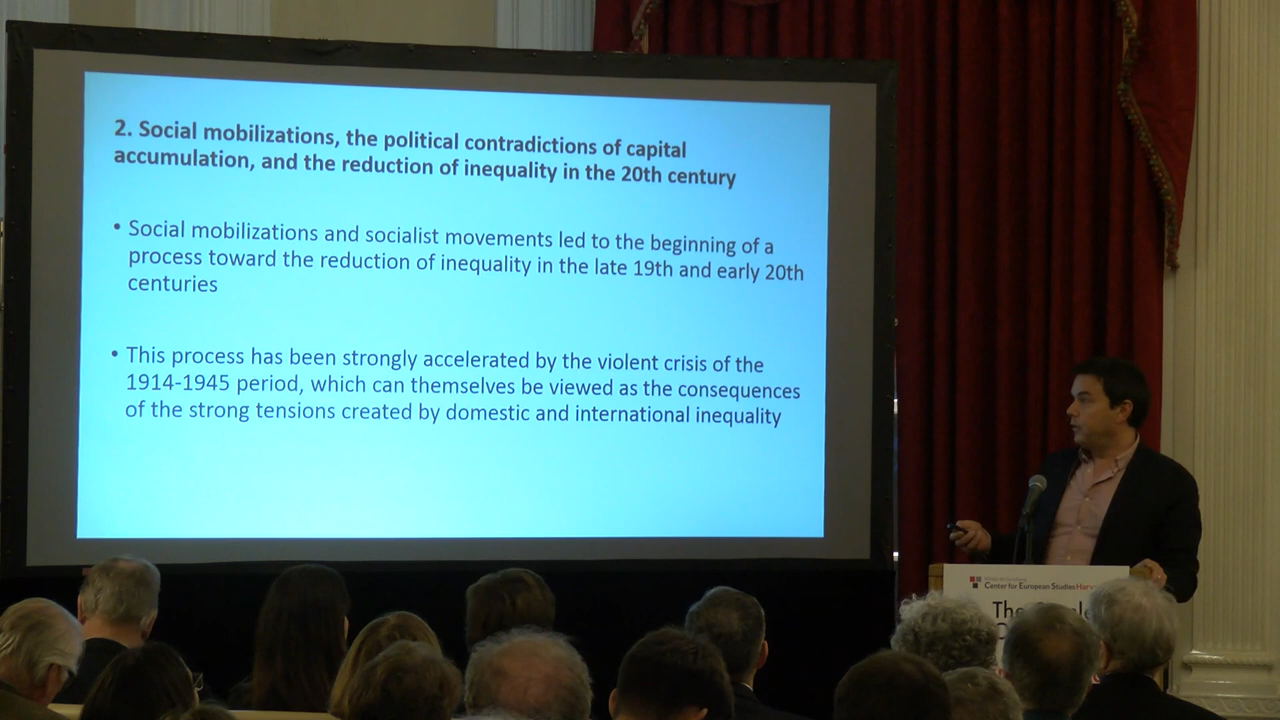 2. Social mobilizations, the political contradictions of capital
accumulation, and the reduction of inequality in the 20th century
• Social mobilizations and socialist movements led to the beginning of a
process toward the reduction of inequality in the late 19th and early 20th
centuries
• This process has been strongly accelerated by the violent crisis of the
1914-1945 period, which can themselves be viewed as the consequences
of the strong tensions created by domestic and international inequality
Center for European Studies